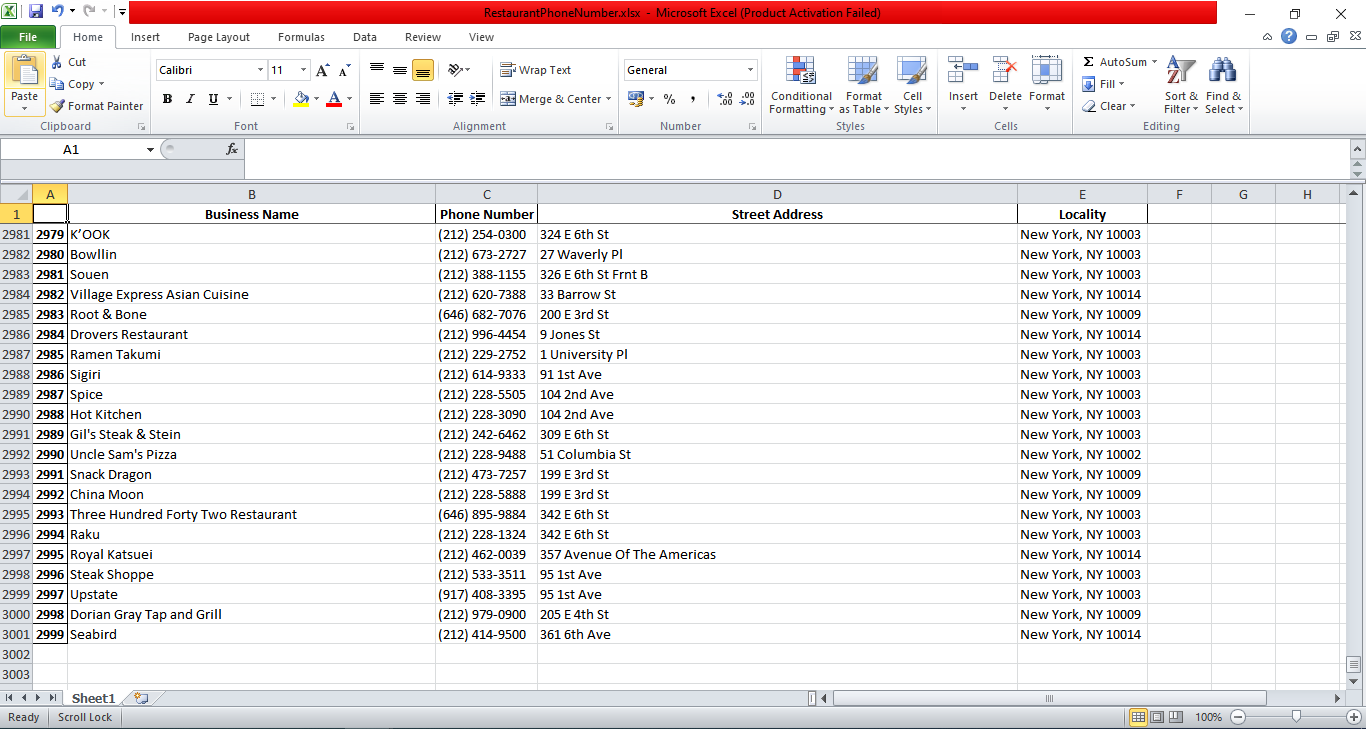 RestaurantPhoneNumber.xlsx - Microsoft Excel (Product Activation Failed)
File Home Insert Page Layout Formulas Data Review View
Paste Cut Copy Format Painter Clipboard
Calibri 11 B I U A A A Font
Wrap Text Merge & Center Alignment
General % , .00 .0 Number
Conditional Formatting Format as Table Cell Styles Styles
Insert Delete Format Cells
Σ AutoSum Fill Clear Sort & Filter Find & Select Editing
A1 fx
A B C D E F G H
1 Business Name Phone Number Street Address Locality
2981 2979 K’OOK (212) 254-0300 324 E 6th St New York, NY 10003
2982 2980 Bowllin (212) 673-2727 27 Waverly Pl New York, NY 10003
2983 2981 Souen (212) 388-1155 326 E 6th St Frnt B New York, NY 10003
2984 2982 Village Express Asian Cuisine (212) 620-7388 33 Barrow St New York, NY 10014
2985 2983 Root & Bone (646) 682-7076 200 E 3rd St New York, NY 10009
2986 2984 Drovers Restaurant (212) 996-4454 9 Jones St New York, NY 10014
2987 2985 Ramen Takumi (212) 229-2752 1 University Pl New York, NY 10003
2988 2986 Sigiri (212) 614-9333 91 1st Ave New York, NY 10003
2989 2987 Spice (212) 228-5505 104 2nd Ave New York, NY 10003
2990 2988 Hot Kitchen (212) 228-3090 104 2nd Ave New York, NY 10003
2991 2989 Gil's Steak & Stein (212) 242-6462 309 E 6th St New York, NY 10003
2992 2990 Uncle Sam's Pizza (212) 228-9488 51 Columbia St New York, NY 10002
2993 2991 Snack Dragon (212) 473-7257 199 E 3rd St New York, NY 10009
2994 2992 China Moon (212) 228-5888 199 E 3rd St New York, NY 10009
2995 2993 Three Hundred Forty Two Restaurant (646) 895-9884 342 E 6th St New York, NY 10003
2996 2994 Raku (212) 228-1324 342 E 6th St New York, NY 10003
2997 2995 Royal Katsuei (212) 462-0039 357 Avenue Of The Americas New York, NY 10014
2998 2996 Steak Shoppe (212) 533-3511 95 1st Ave New York, NY 10003
2999 2997 Upstate (917) 408-3395 95 1st Ave New York, NY 10003
3000 2998 Dorian Gray Tap and Grill (212) 979-0900 205 E 4th St New York, NY 10009
3001 2999 Seabird (212) 414-9500 361 6th Ave New York, NY 10014
3002
3003
Sheet1
Ready Scroll Lock 100%